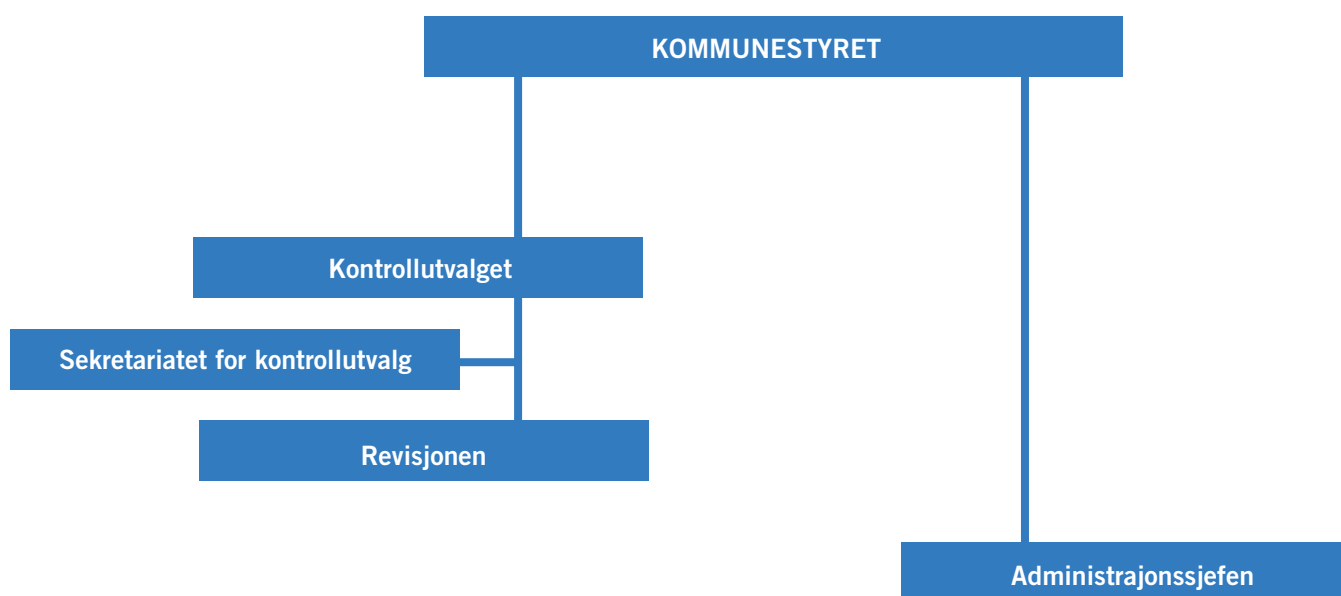 KOMMUNESTYRET
Kontrollutvalget
Sekretariatet for kontrollutvalg
Revisjonen
Administrajonssjefen